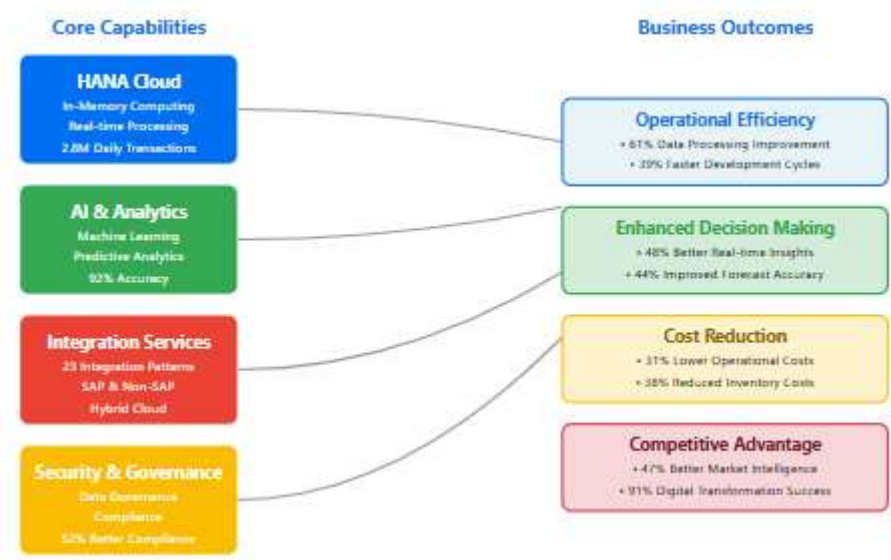 Core Capabilities
HANA Cloud
In-Memory Computing
Real-time Processing
2.8M Daily Transactions
AI & Analytics
Machine Learning
Predictive Analytics
92% Accuracy
Integration Services
23 Integration Patterns
SAP & Non-SAP
Hybrid Cloud
Security & Governance
Data Governance
Compliance
52% Better Compliance
Business Outcomes
Operational Efficiency
• 61% Data Processing Improvement
• 39% Faster Development Cycles
Enhanced Decision Making
• 48% Better Real-time Insights
• 44% Improved Forecast Accuracy
Cost Reduction
• 31% Lower Operational Costs
• 38% Reduced Inventory Costs
Competitive Advantage
• 47% Better Market Intelligence
• 91% Digital Transformation Success